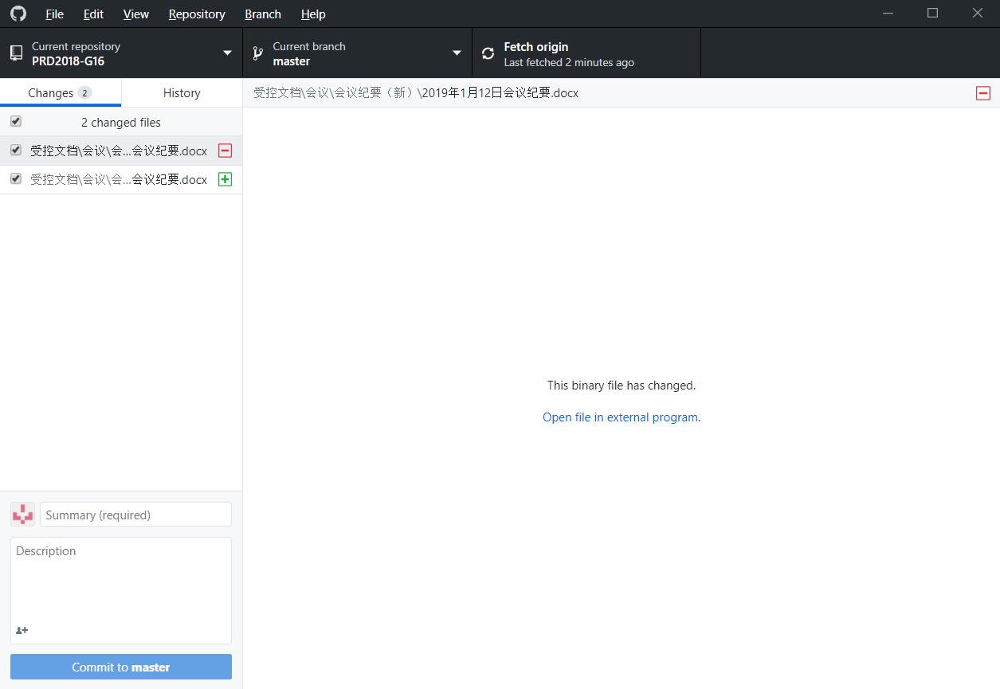 File Edit View Repository Branch Help
Current repository
PRD2018-G16
Current branch
master
Fetch origin
Last fetched 2 minutes ago
Changes 2
History
受控文档\会议\会议纪要（新）\2019年1月12日会议纪要.docx
2 changed files
受控文档\会议\会...会议纪要.docx
受控文档\会议\会...会议纪要.docx
This binary file has changed.
Open file in external program.
Summary (required)
Description
Commit to master